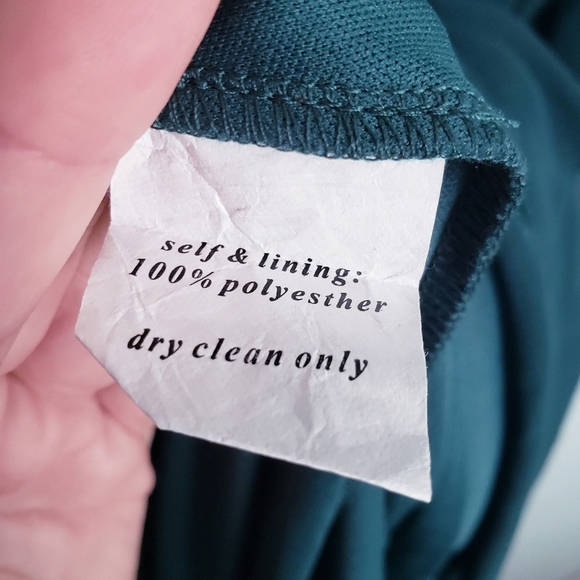 self & lining:
100% polyesther
dry clean only